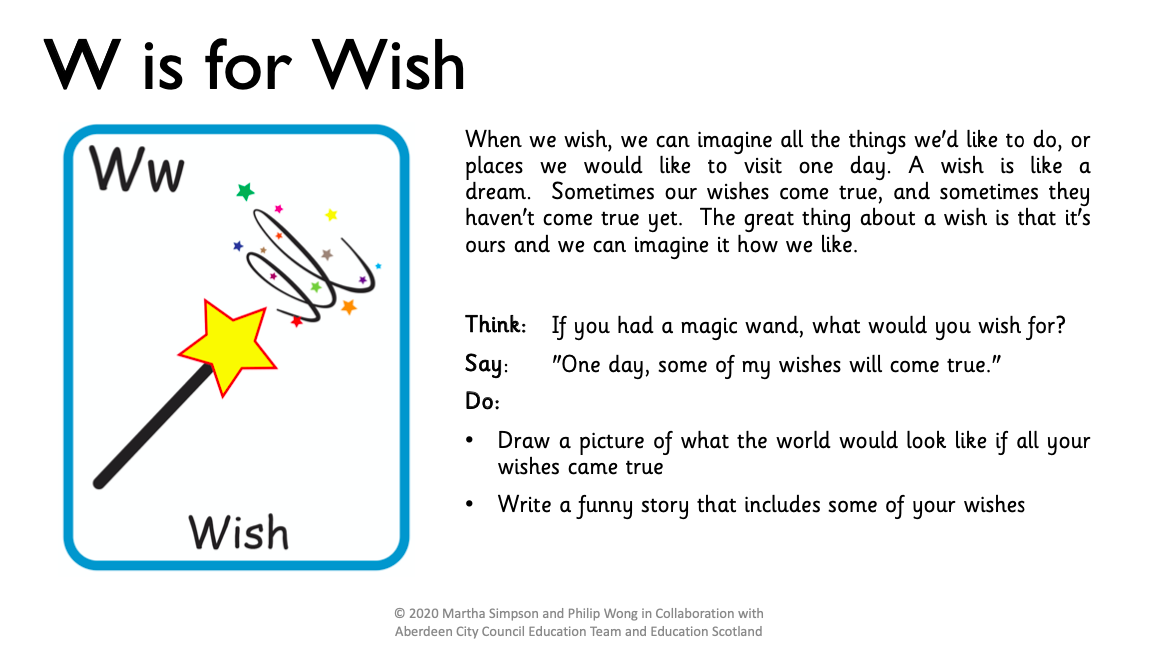 W is for Wish
Ww
Wish
When we wish, we can imagine all the things we'd like to do, or
places we would like to visit one day. A wish is like a
dream.  Sometimes our wishes come true, and sometimes they
haven't come true yet.  The great thing about a wish is that it's
ours and we can imagine it how we like.
Think: If you had a magic wand, what would you wish for?
Say: "One day, some of my wishes will come true."
Do:
• Draw a picture of what the world would look like if all your
wishes came true
• Write a funny story that includes some of your wishes
© 2020 Martha Simpson and Philip Wong in Collaboration with
Aberdeen City Council Education Team and Education Scotland